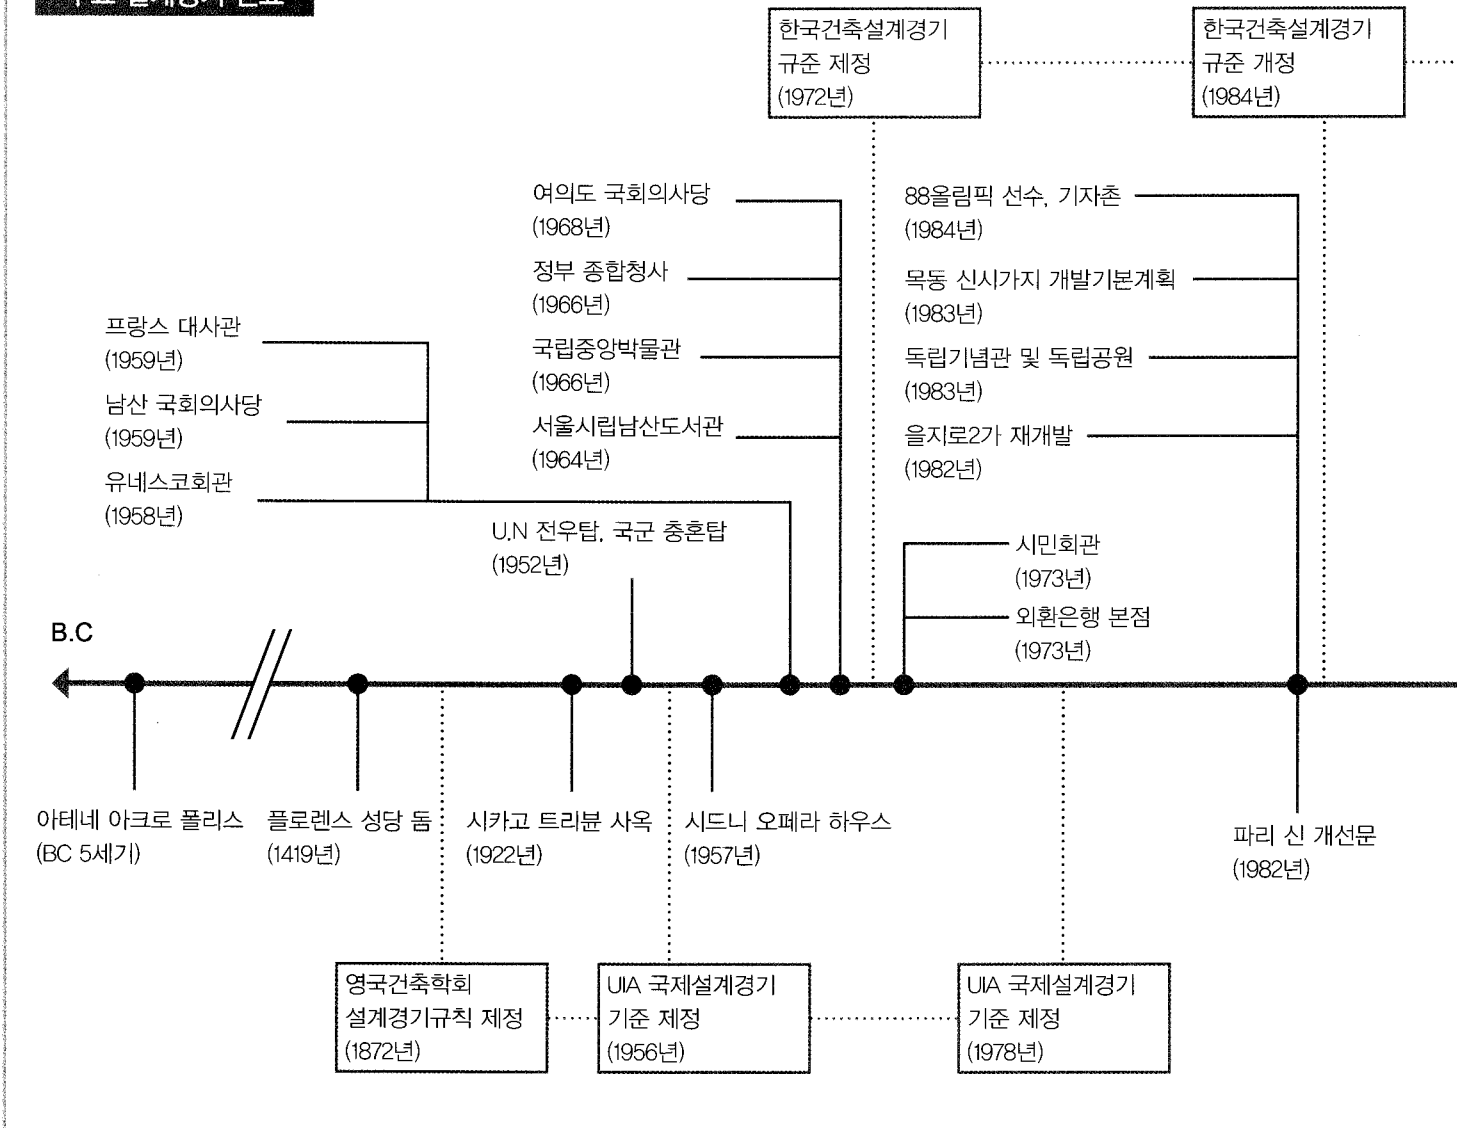 한국건축설계경기
규준 제정
(1972년)
한국건축설계경기
규준 개정
(1984년)
여의도 국회의사당
(1968년)
정부 종합청사
(1966년)
국립중앙박물관
(1966년)
서울시립남산도서관
(1964년)
88올림픽 선수, 기자촌
(1984년)
목동 신시가지 개발기본계획
(1983년)
독립기념관 및 독립공원
(1983년)
을지로2가 재개발
(1982년)
프랑스 대사관
(1959년)
남산 국회의사당
(1959년)
유네스코회관
(1958년)
U.N 전우탑, 국군 충혼탑
(1952년)
시민회관
(1973년)
외환은행 본점
(1973년)
B.C
아테네 아크로 폴리스
(BC 5세기)
플로렌스 성당 돔
(1419년)
시카고 트리뷴 사옥
(1922년)
시드니 오페라 하우스
(1957년)
파리 신 개선문
(1982년)
영국건축학회
설계경기규칙 제정
(1872년)
UIA 국제설계경기
기준 제정
(1956년)
UIA 국제설계경기
기준 제정
(1978년)